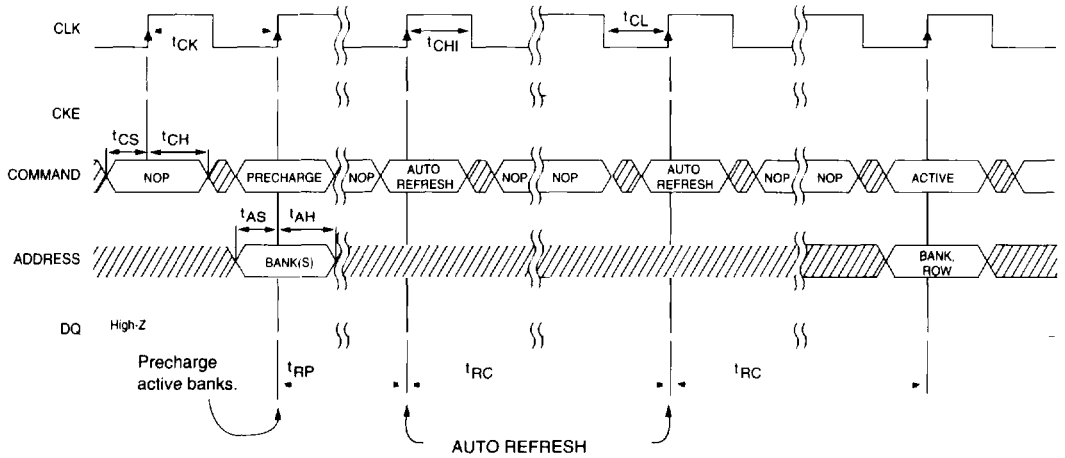 CLK
tCK
tCHI
tCL
CKE
tCS tCH
COMMAND NOP PRECHARGE NOP AUTO REFRESH NOP NOP AUTO REFRESH NOP NOP ACTIVE
tAS tAH
ADDRESS BANK(S) BANK, ROW
DQ High-Z
Precharge active banks.
tRP tRC tRC
AUTO REFRESH